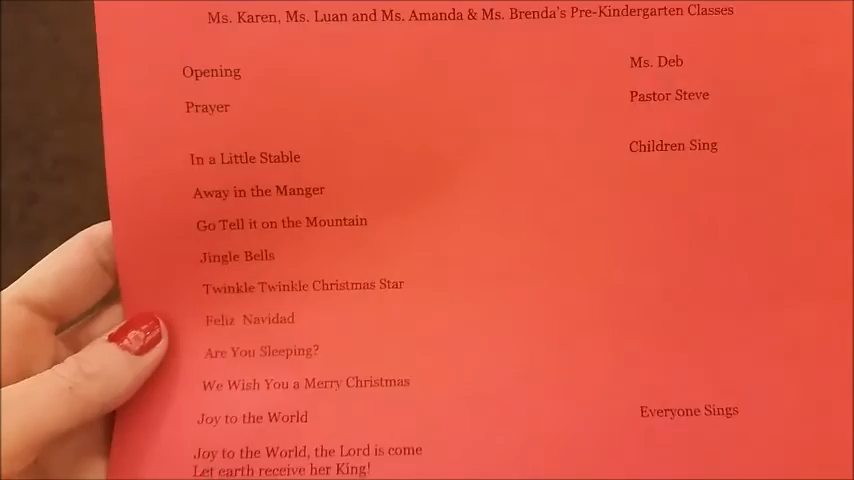 Ms. Karen, Ms. Luan and Ms. Amanda & Ms. Brenda's Pre-Kindergarten Classes
Opening Ms. Deb
Prayer Pastor Steve
In a Little Stable Children Sing
Away in the Manger
Go Tell it on the Mountain
Jingle Bells
Twinkle Twinkle Christmas Star
Feliz Navidad
Are You Sleeping?
We Wish You a Merry Christmas
Joy to the World Everyone Sings
Joy to the World, the Lord is come
Let earth receive her King!